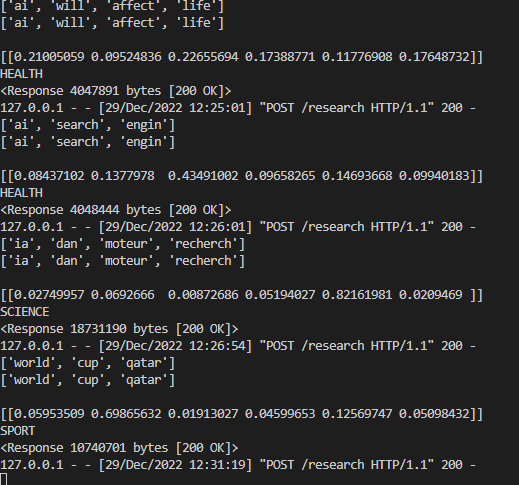 ['ai', 'will', 'affect', 'life']
['ai', 'will', 'affect', 'life']
[[0.21005059 0.09524836 0.22655694 0.17388771 0.11776908 0.17648732]]
HEALTH
<Response 4047891 bytes [200 OK]>
127.0.0.1 - - [29/Dec/2022 12:25:01] "POST /research HTTP/1.1" 200 -
['ai', 'search', 'engin']
['ai', 'search', 'engin']
[[0.08437102 0.1377978  0.43491002 0.09658265 0.14693668 0.09940183]]
HEALTH
<Response 4048444 bytes [200 OK]>
127.0.0.1 - - [29/Dec/2022 12:26:01] "POST /research HTTP/1.1" 200 -
['ia', 'dan', 'moteur', 'recherch']
['ia', 'dan', 'moteur', 'recherch']
[[0.02749957 0.0692666  0.00872686 0.05194027 0.82161981 0.0209469 ]]
SCIENCE
<Response 18731190 bytes [200 OK]>
127.0.0.1 - - [29/Dec/2022 12:26:54] "POST /research HTTP/1.1" 200 -
['world', 'cup', 'qatar']
['world', 'cup', 'qatar']
[[0.05953509 0.69865632 0.01913027 0.04599653 0.12569747 0.05098432]]
SPORT
<Response 10740701 bytes [200 OK]>
127.0.0.1 - - [29/Dec/2022 12:31:19] "POST /research HTTP/1.1" 200 -